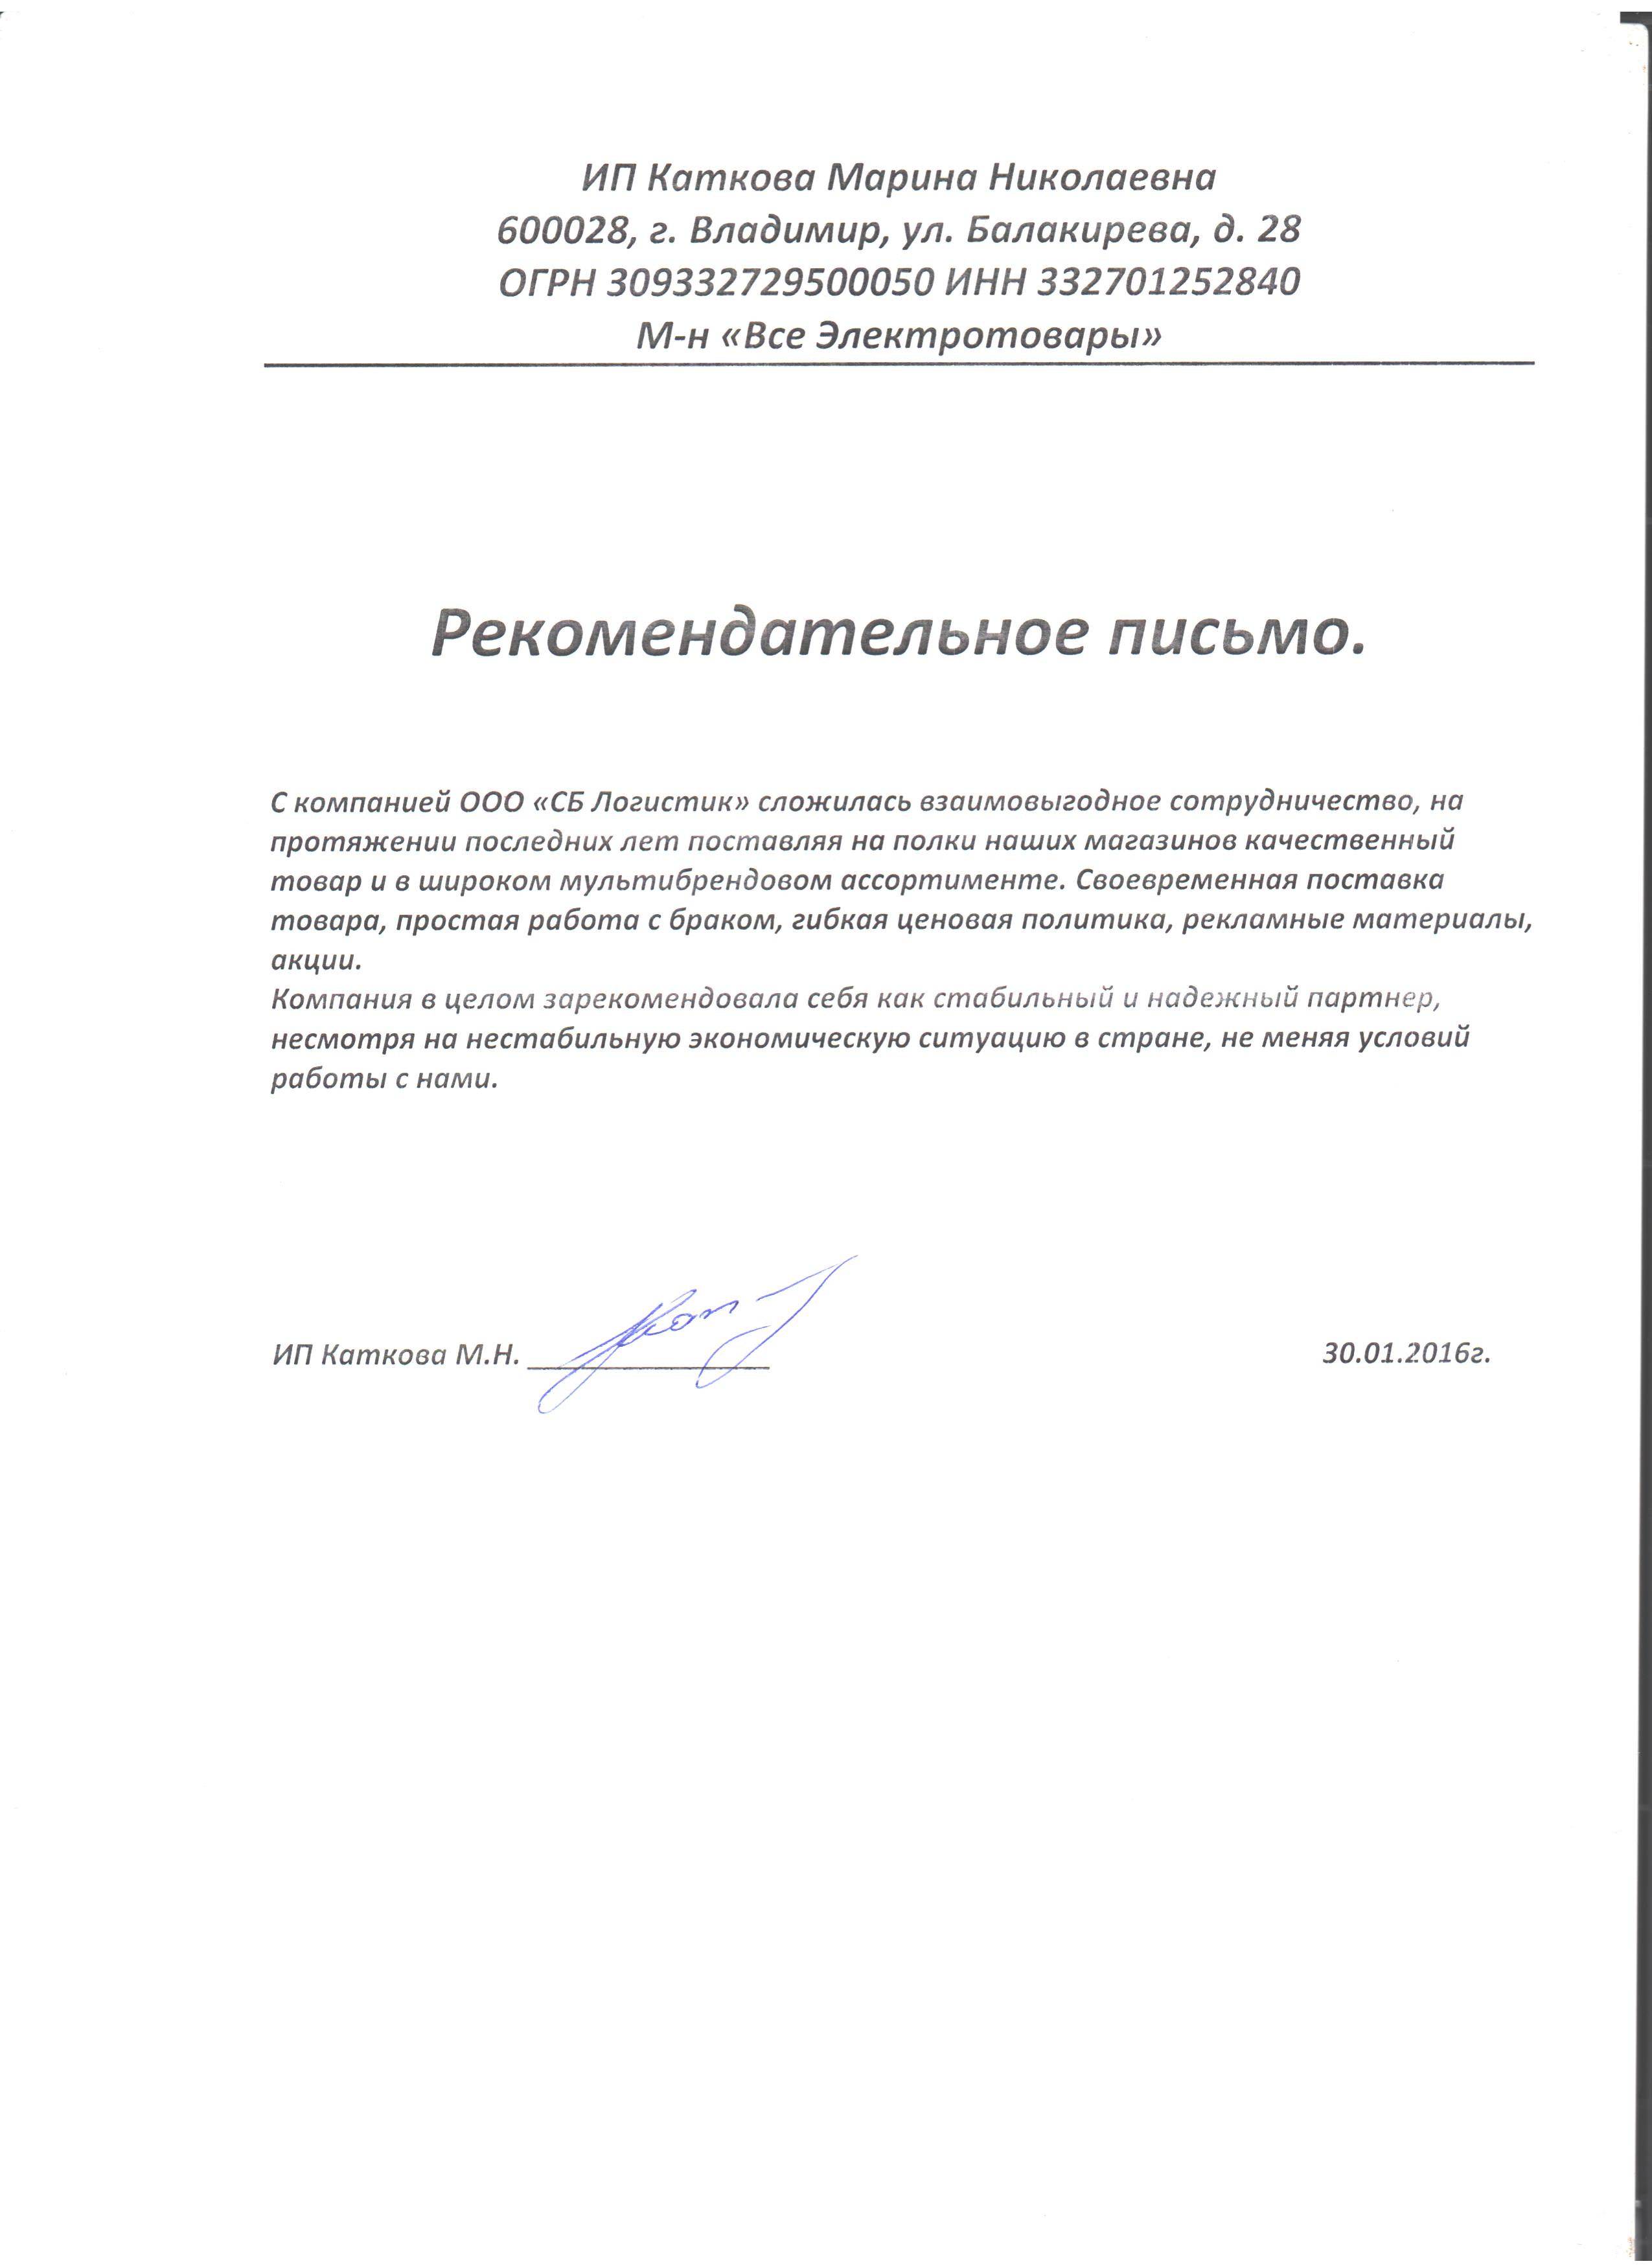 ИП Каткова Марина Николаевна
600028, г. Владимир, ул. Балакирева, д. 28
ОГРН 309332729500050 ИНН 332701252840
М-н «Все Электротовары»
Рекомендательное письмо.
С компанией ООО «СБ Логистик» сложилась взаимовыгодное сотрудничество, на
протяжении последних лет поставляя на полки наших магазинов качественный
товар и в широком мультибрендовом ассортименте. Своевременная поставка
товара, простая работа с браком, гибкая ценовая политика, рекламные материалы,
акции.
Компания в целом зарекомендовала себя как стабильный и надежный партнер,
несмотря на нестабильную экономическую ситуацию в стране, не меняя условий
работы с нами.
ИП Каткова М.Н. 30.01.2016г.